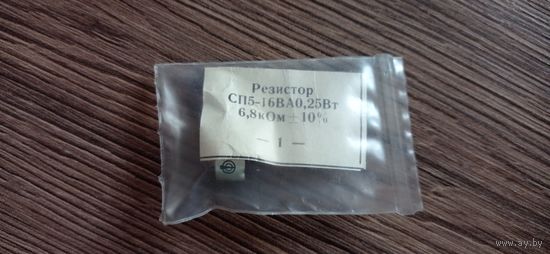 Резистор
СП5-16ВА0,25Вт
6,8кОм ±10%
— 1 —
www.ay.by